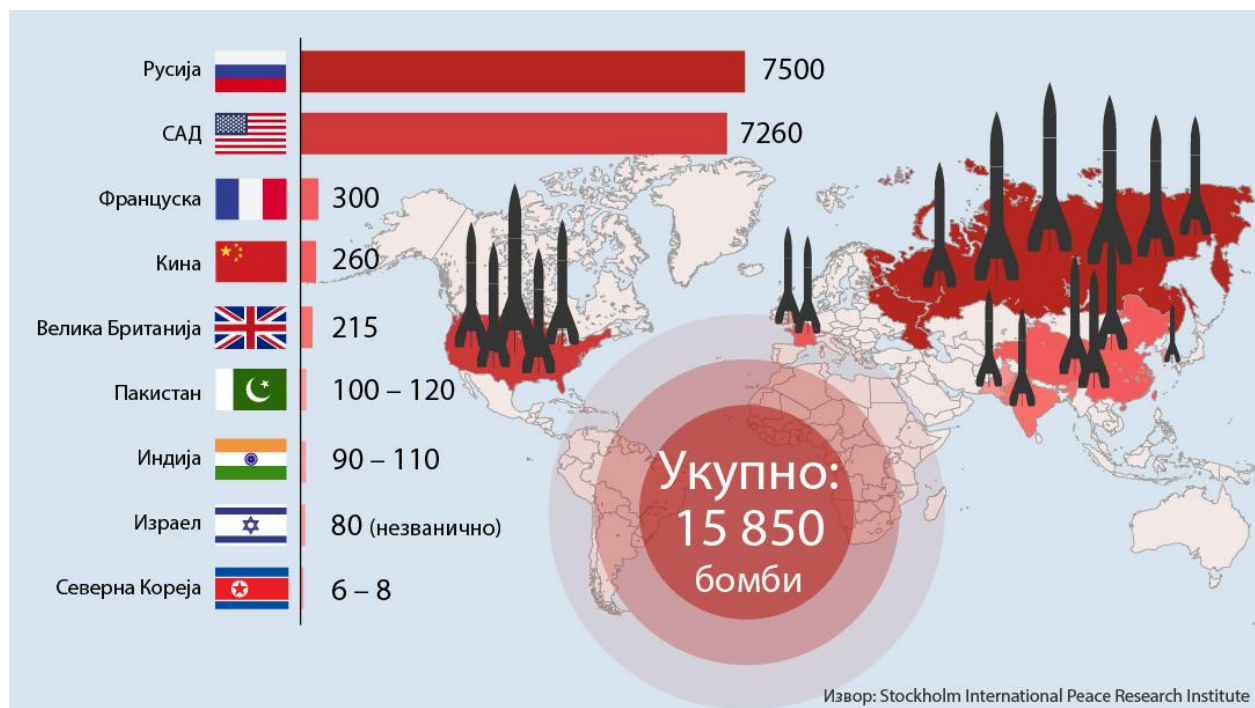 Русија 7500
САД 7260
Француска 300
Кина 260
Велика Британија 215
Пакистан 100 – 120
Индија 90 – 110
Израел 80 (незванично)
Северна Кореја 6 – 8
Укупно:
15 850
бомби
Извор: Stockholm International Peace Research Institute